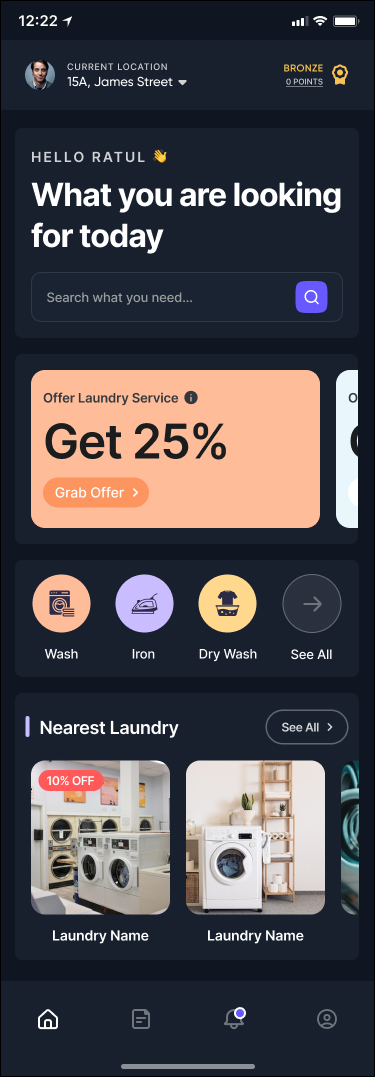 12:22
CURRENT LOCATION
15A, James Street
BRONZE
0 POINTS
HELLO RATUL 👋
What you are looking
for today
Search what you need...
Offer Laundry Service
Get 25%
Grab Offer
Wash
Iron
Dry Wash
See All
Nearest Laundry
See All
10% OFF
Laundry Name
Laundry Name